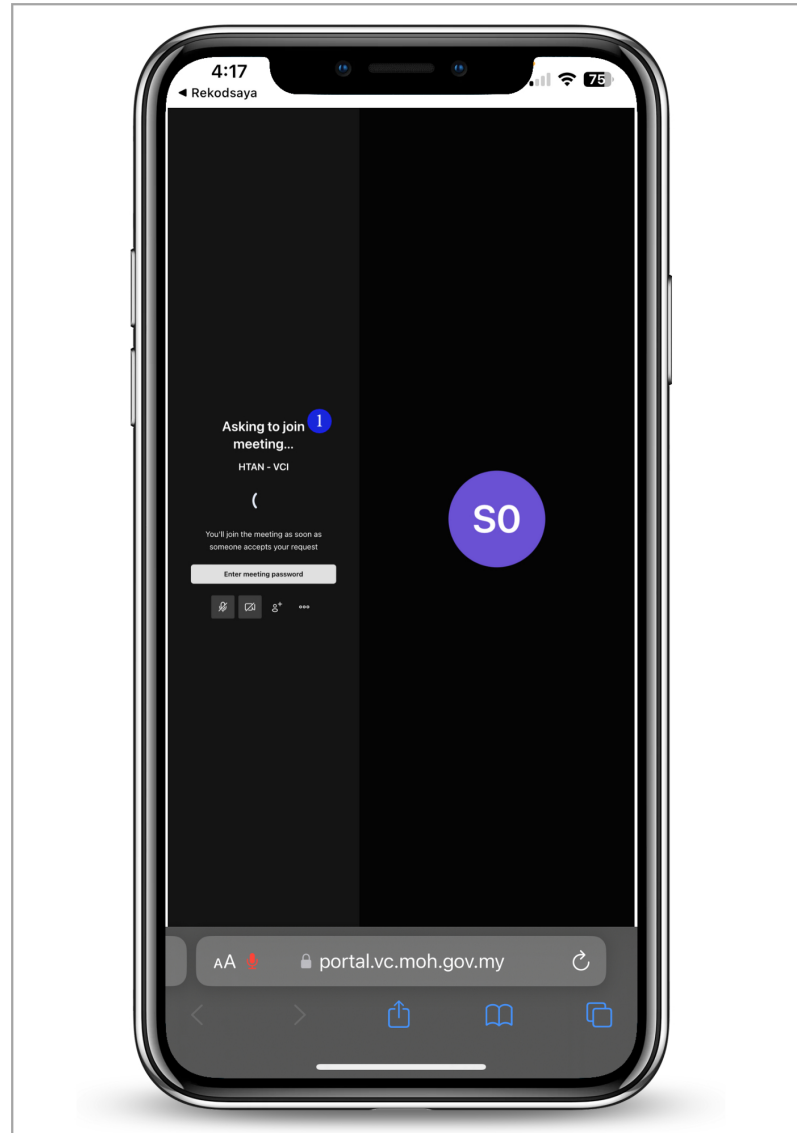 4:17
75
◄ Rekodsaya
Asking to join
meeting...
1
HTAN - VCI
You'll join the meeting as soon as
someone accepts your request
Enter meeting password
S0
AA
portal.vc.moh.gov.my